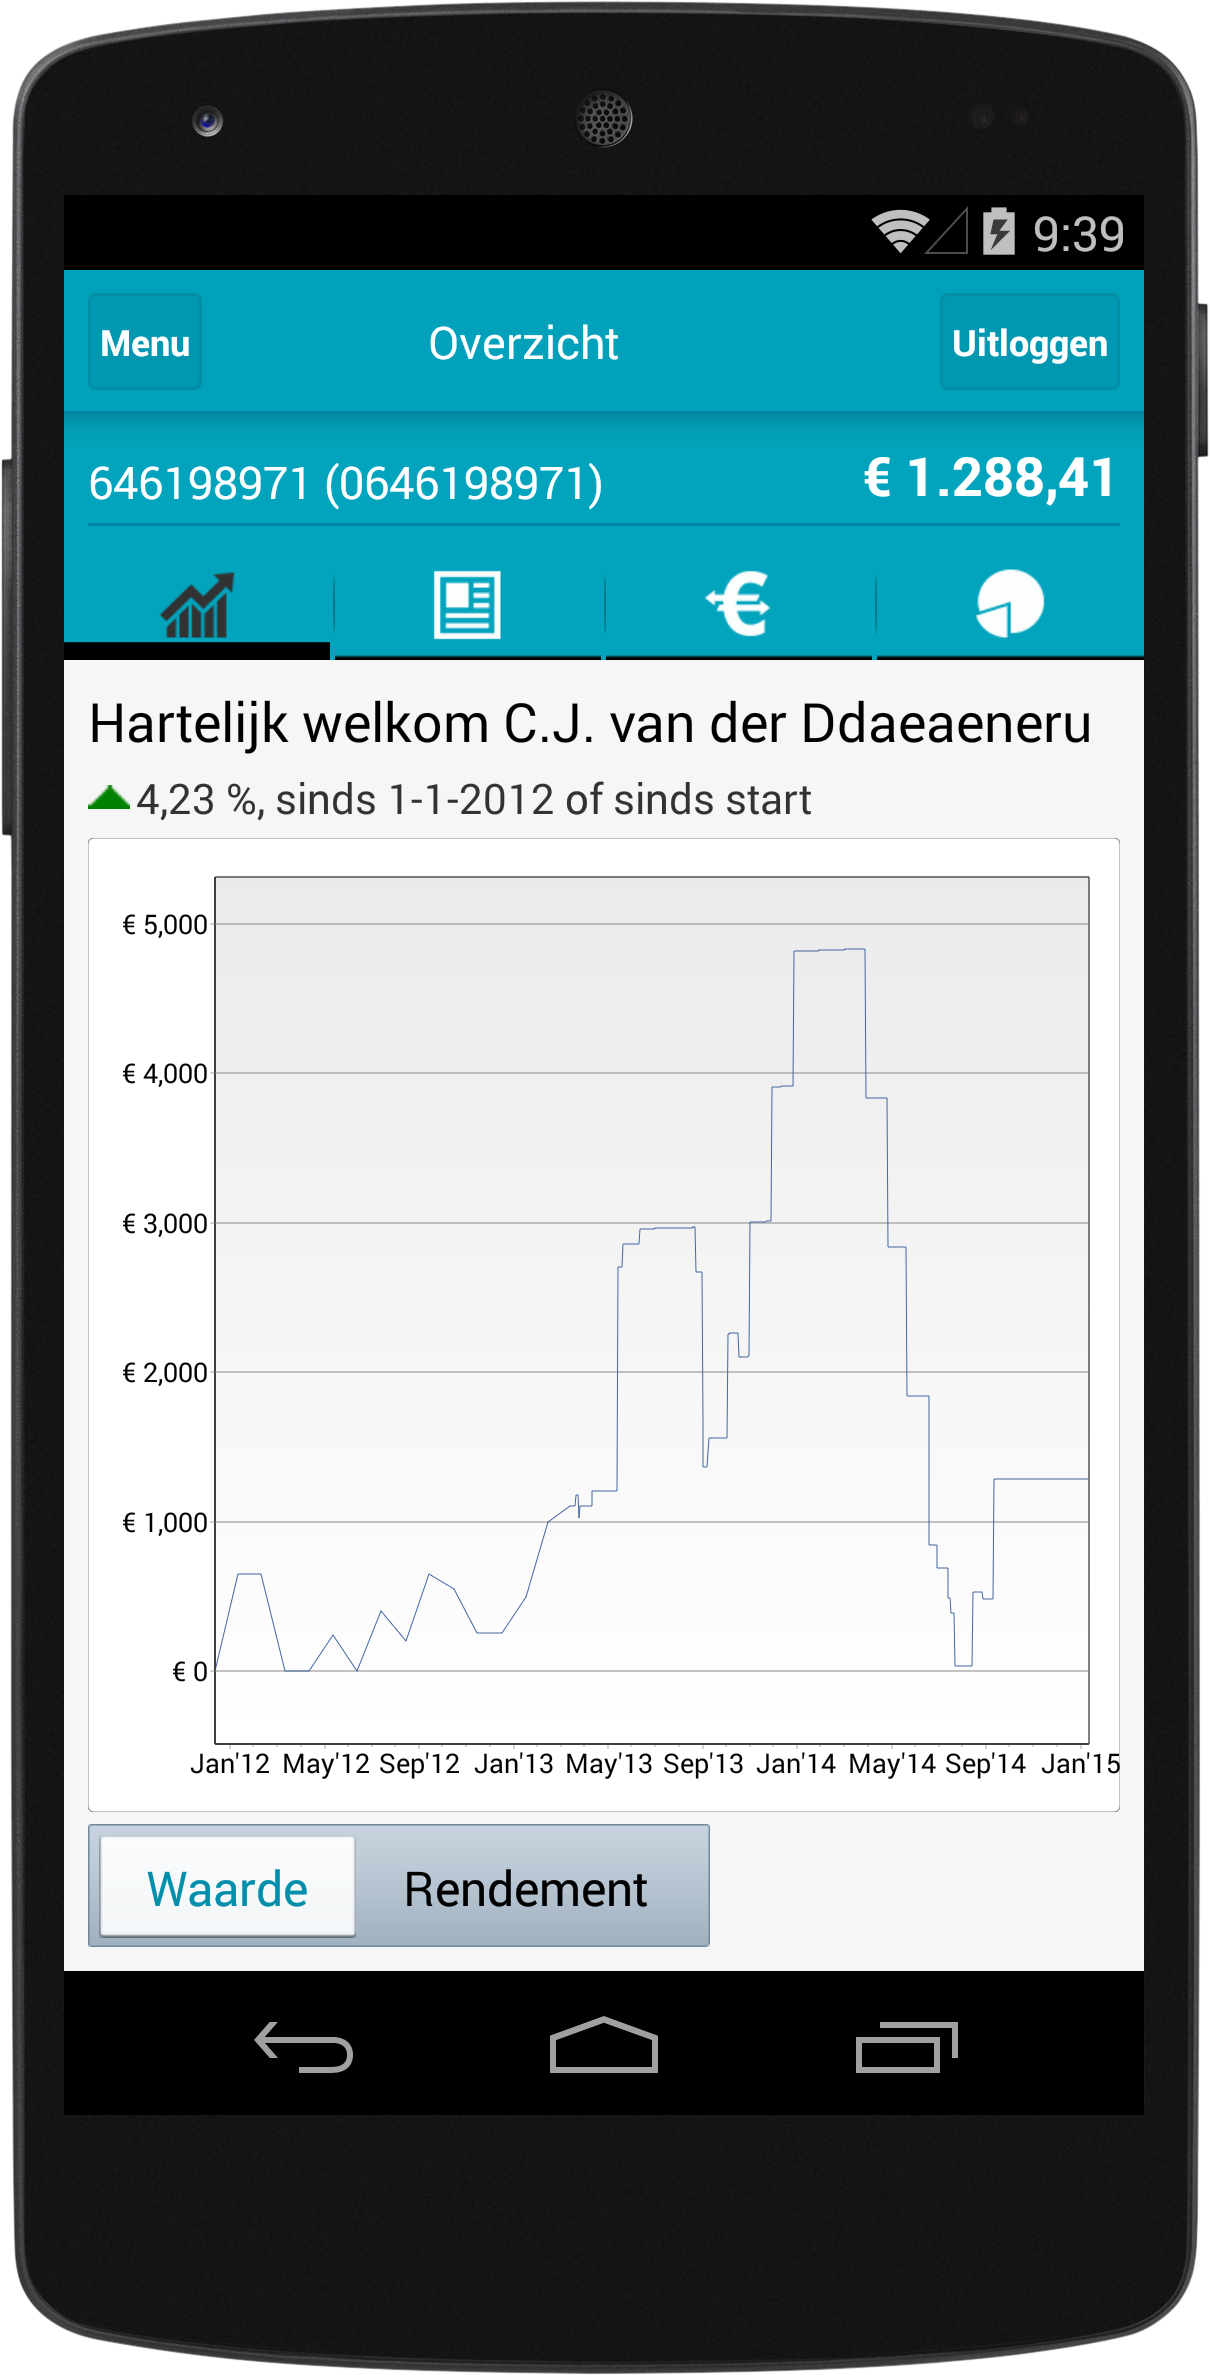 9:39
Menu Overzicht Uitloggen
646198971 (0646198971) € 1.288,41
Hartelijk welkom C.J. van der Ddaeaeneru
4,23 %, sinds 1-1-2012 of sinds start
€ 5,000
€ 4,000
€ 3,000
€ 2,000
€ 1,000
€ 0
Jan'12 May'12 Sep'12 Jan'13 May'13 Sep'13 Jan'14 May'14 Sep'14 Jan'15
Waarde Rendement